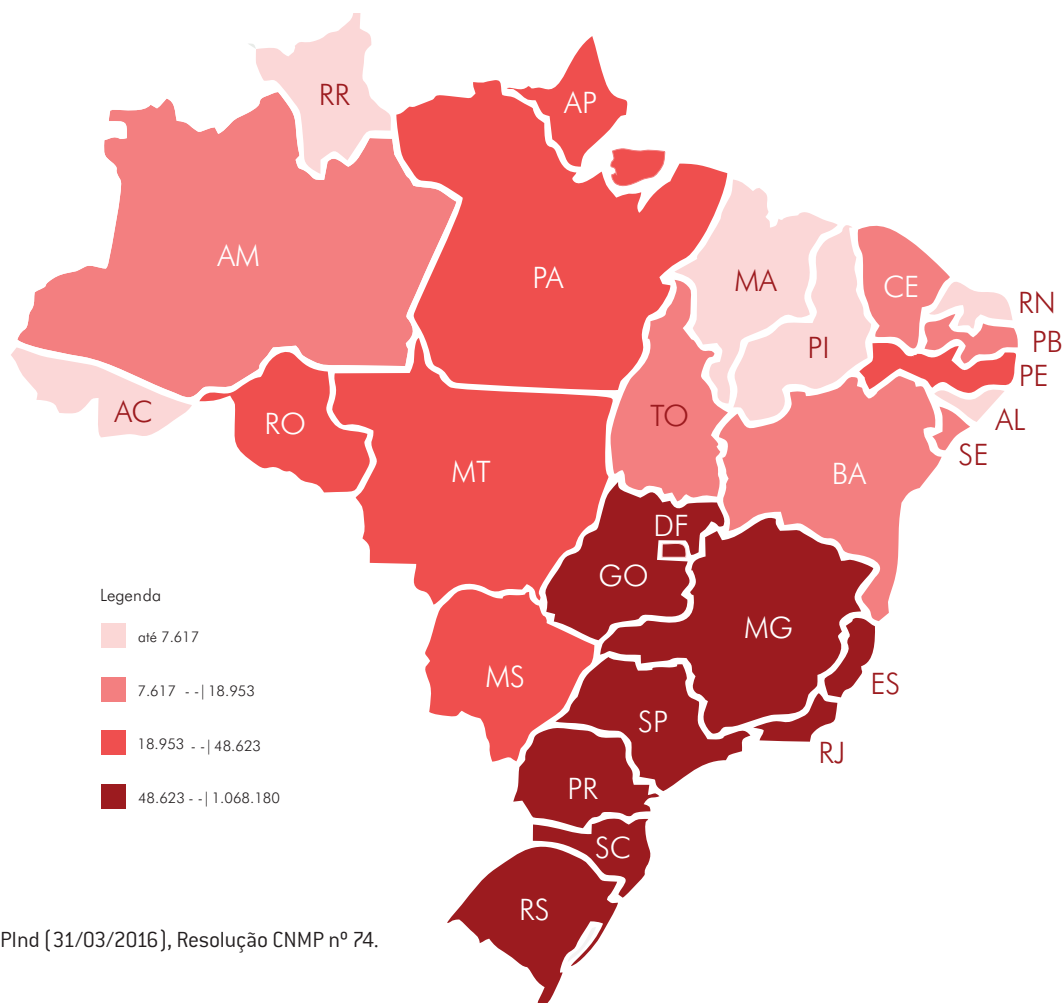 RR
AP
AM
PA
MA
CE
RN
PI
PB
PE
AC
RO
TO
AL
SE
MT
BA
DF
GO
MG
MS
ES
SP
RJ
PR
SC
RS
Legenda
até 7.617
7.617 - -| 18.953
18.953 - -| 48.623
48.623 - -| 1.068.180
PInd (31/03/2016), Resolução CNMP nº 74.